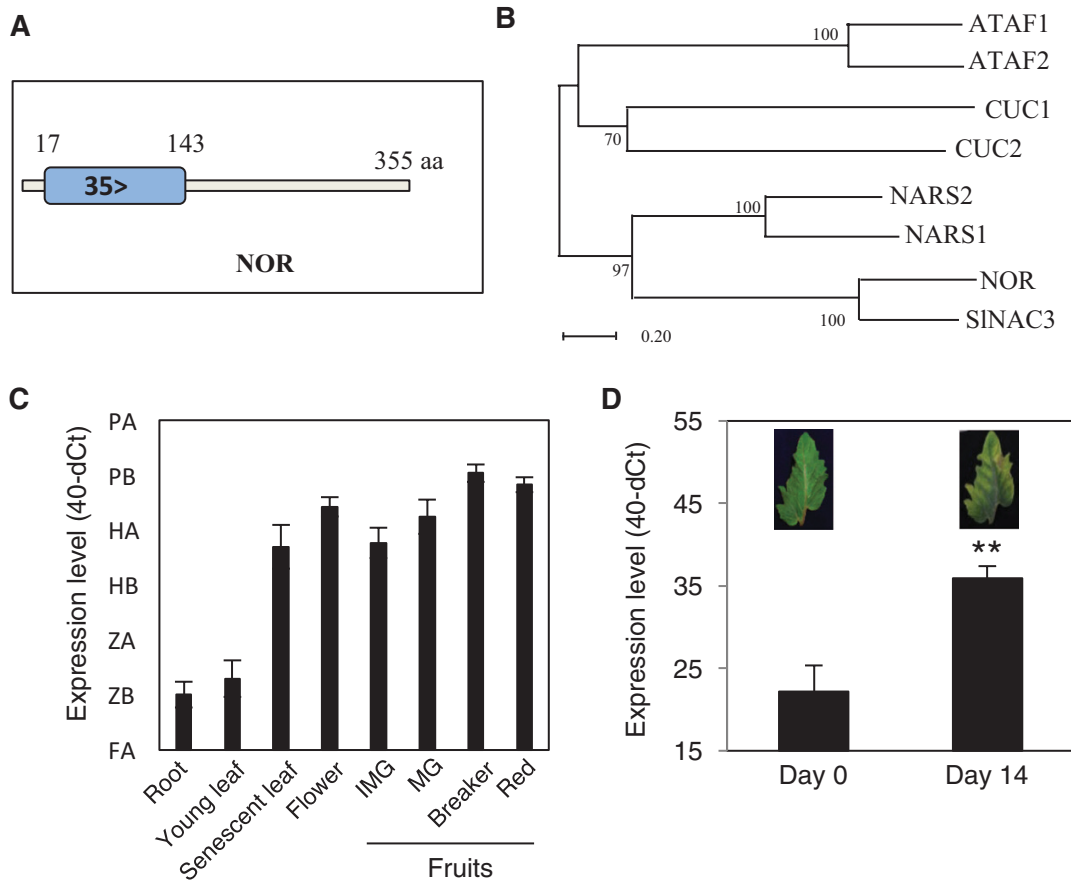 A
17 143
355 aa
35>
NOR
B
ATAF1
100
ATAF2
CUC1
70
CUC2
NARS2
100
NARS1
97
NOR
100
SlNAC3
0.20
C
Expression level (40-dCt)
PA
PB
HA
HB
ZA
ZB
FA
Root
Young leaf
Senescent leaf
Flower
IMG
MG
Breaker
Red
Fruits
D
Expression level (40-dCt)
55
45
35
25
15
**
Day 0 Day 14